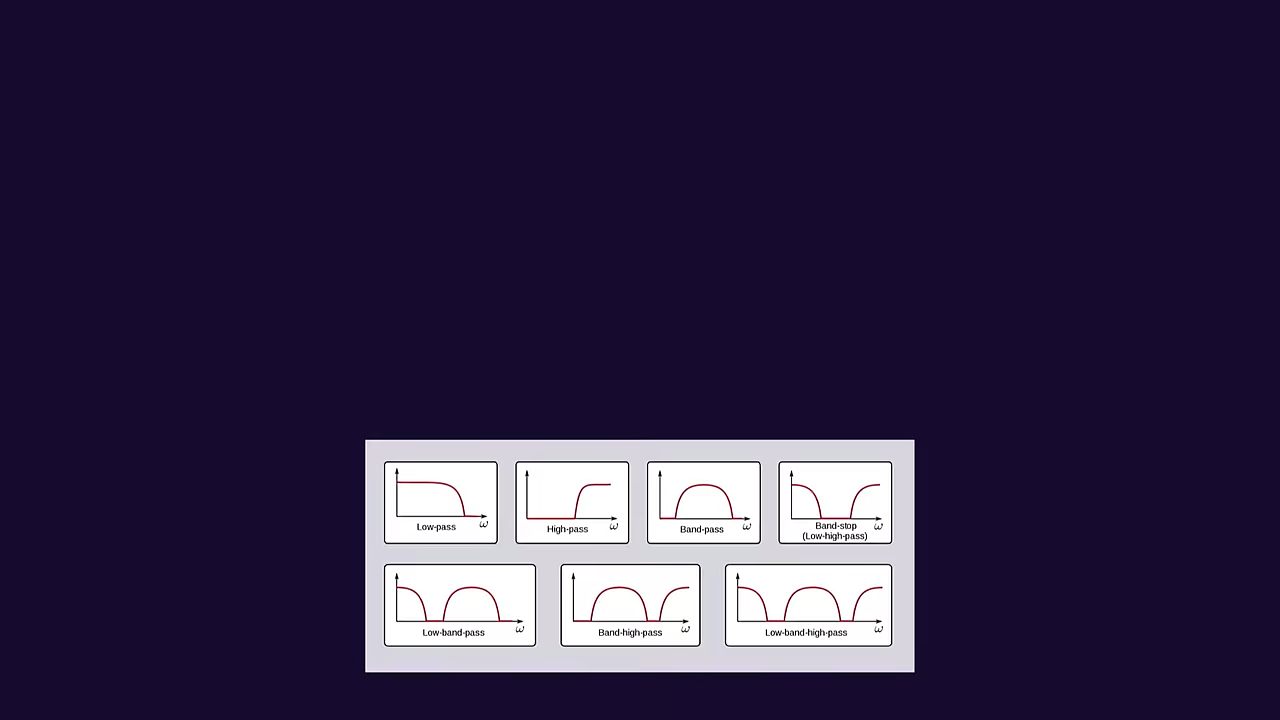 ω
Low-pass
ω
High-pass
ω
Band-pass
ω
Band-stop
(Low-high-pass)
ω
Low-band-pass
ω
Band-high-pass
ω
Low-band-high-pass